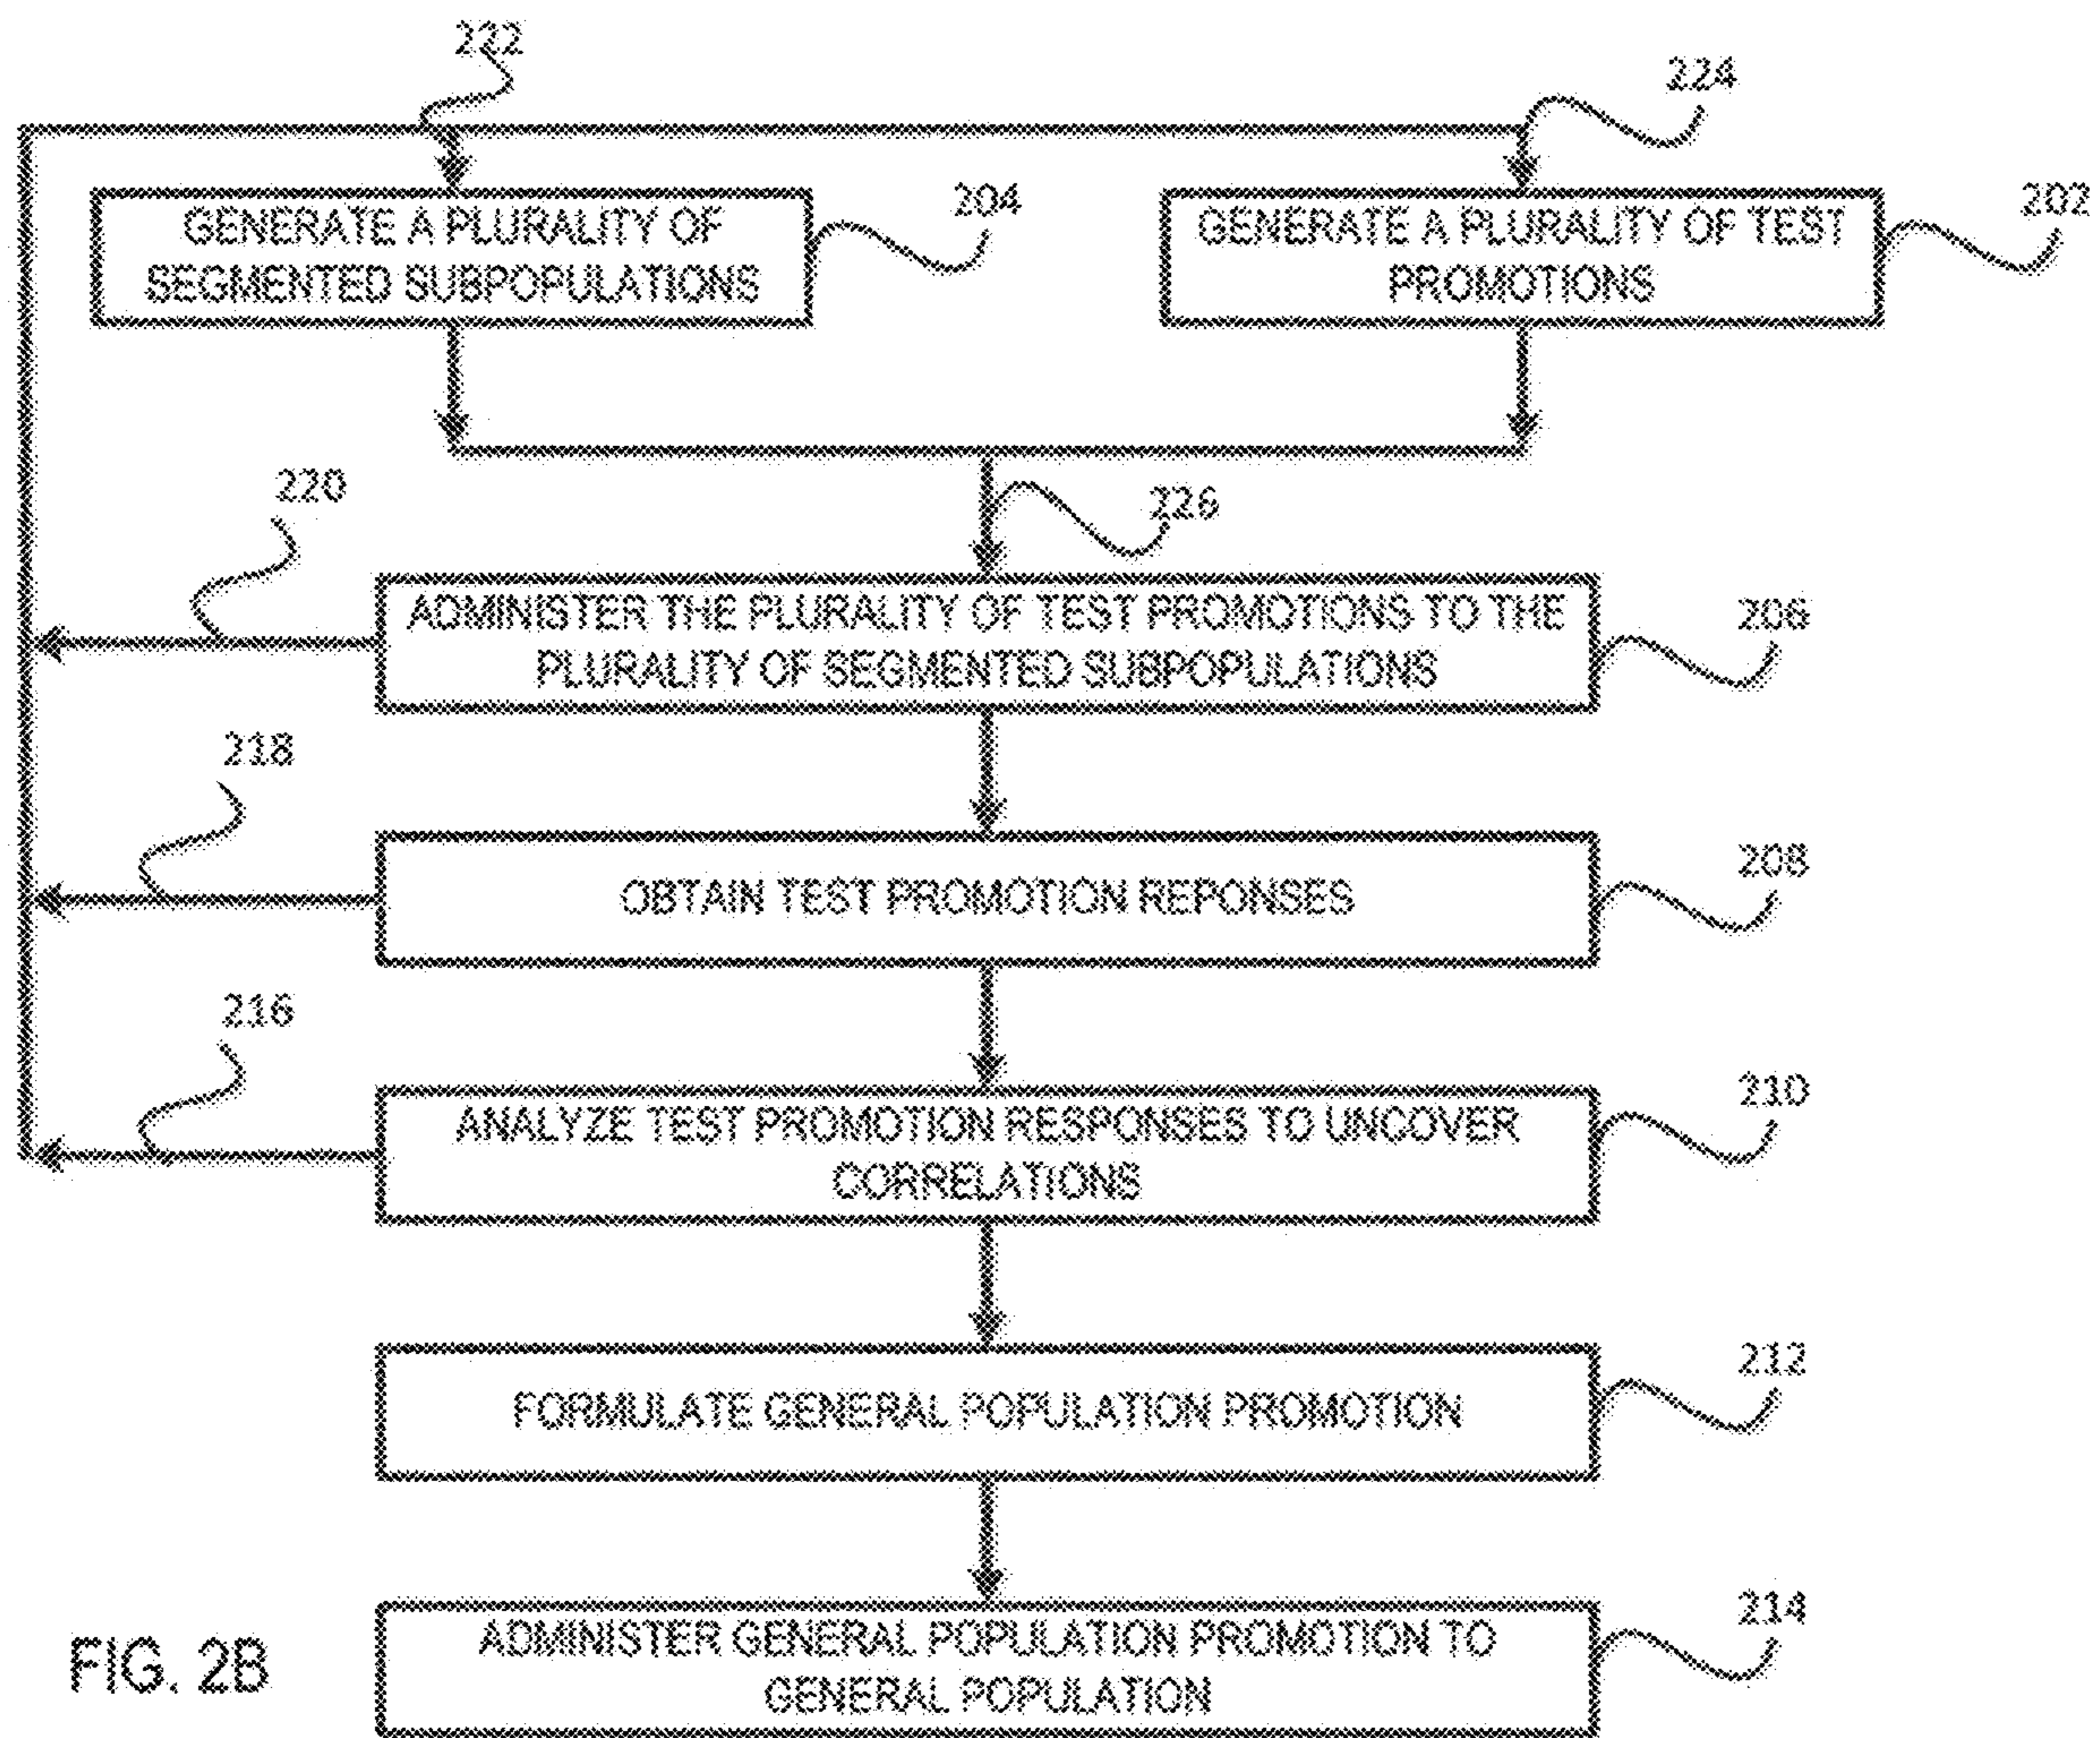 222
224
GENERATE A PLURALITY OF
SEGMENTED SUBPOPULATIONS
204
GENERATE A PLURALITY OF TEST
PROMOTIONS
202
220
226
ADMINISTER THE PLURALITY OF TEST PROMOTIONS TO THE
PLURALITY OF SEGMENTED SUBPOPULATIONS
206
218
OBTAIN TEST PROMOTION REPONSES
208
216
ANALYZE TEST PROMOTION RESPONSES TO UNCOVER
CORRELATIONS
210
FORMULATE GENERAL POPULATION PROMOTION
212
ADMINISTER GENERAL POPULATION PROMOTION TO
GENERAL POPULATION
214
FIG. 2B